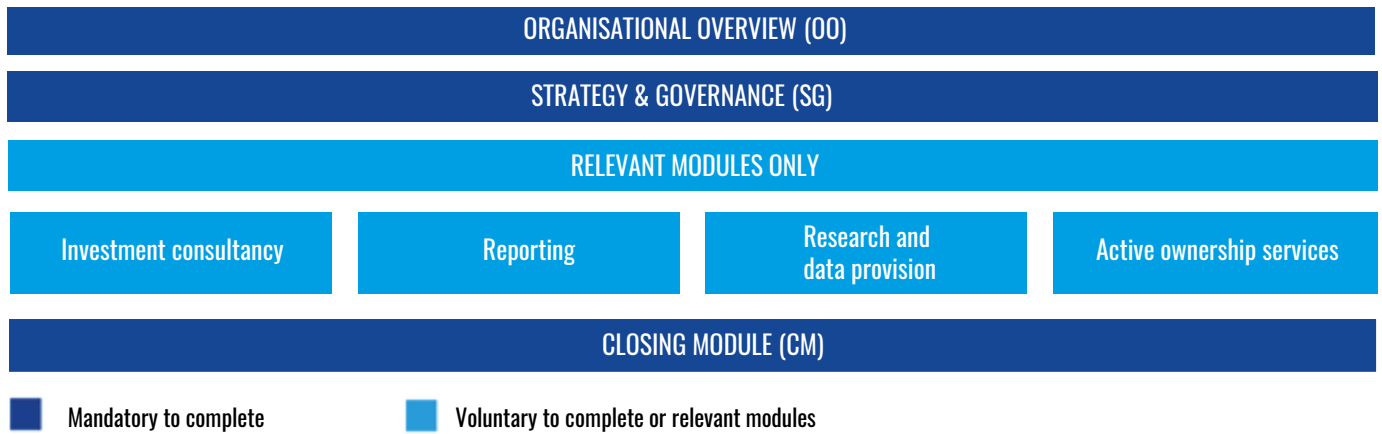 ORGANISATIONAL OVERVIEW (OO)
STRATEGY & GOVERNANCE (SG)
RELEVANT MODULES ONLY
Investment consultancy
Reporting
Research and
data provision
Active ownership services
CLOSING MODULE (CM)
Mandatory to complete
Voluntary to complete or relevant modules